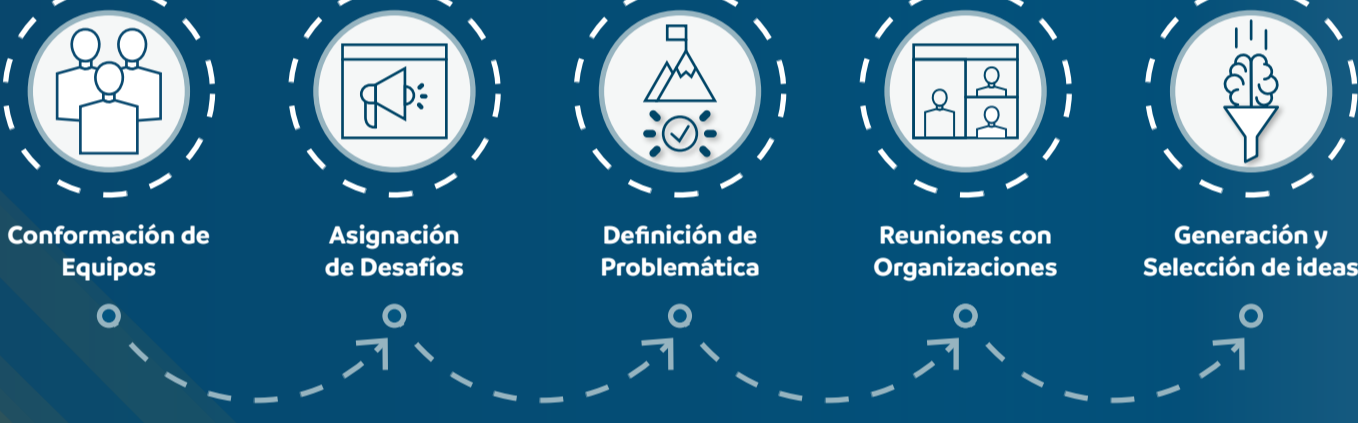 Conformación de
Equipos
Asignación
de Desafíos
Definición de
Problemática
Reuniones con
Organizaciones
Generación y
Selección de ideas